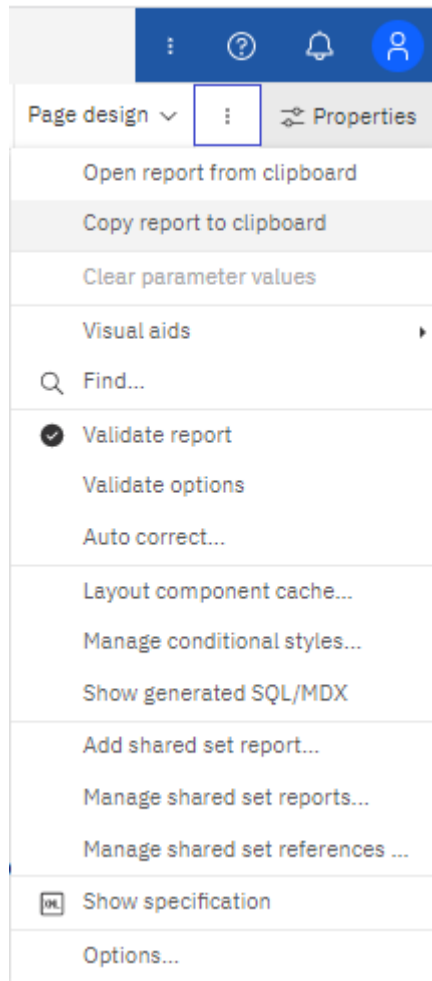 Page design
Properties
Open report from clipboard
Copy report to clipboard
Clear parameter values
Visual aids
Find...
Validate report
Validate options
Auto correct...
Layout component cache...
Manage conditional styles...
Show generated SQL/MDX
Add shared set report...
Manage shared set reports...
Manage shared set references ...
Show specification
Options...